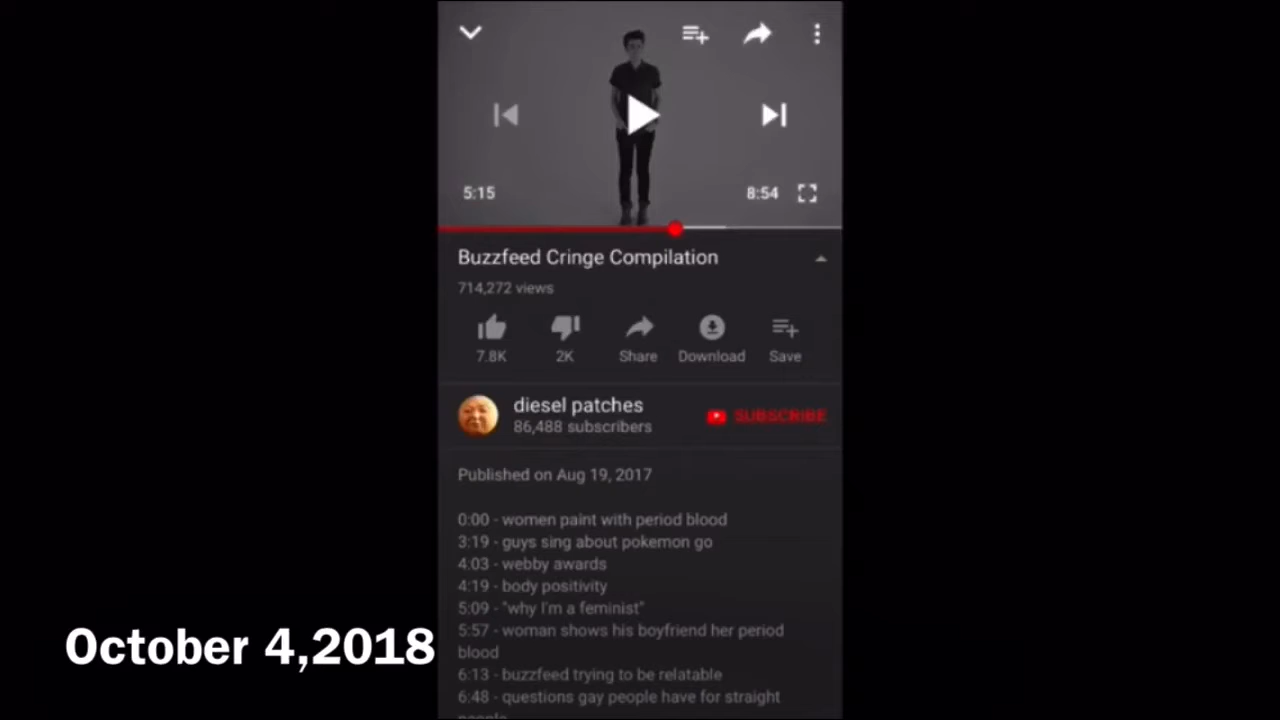 5:15
8:54
Buzzfeed Cringe Compilation
714,272 views
7.8K
2K
Share
Download
Save
diesel patches
86,488 subscribers
SUBSCRIBE
Published on Aug 19, 2017
0:00 - women paint with period blood
3:19 - guys sing about pokemon go
4:03 - webby awards
4:19 - body positivity
5:09 - "why I'm a feminist"
5:57 - woman shows his boyfriend her period
blood
6:13 - buzzfeed trying to be relatable
6:48 - questions gay people have for straight
people
October 4,2018